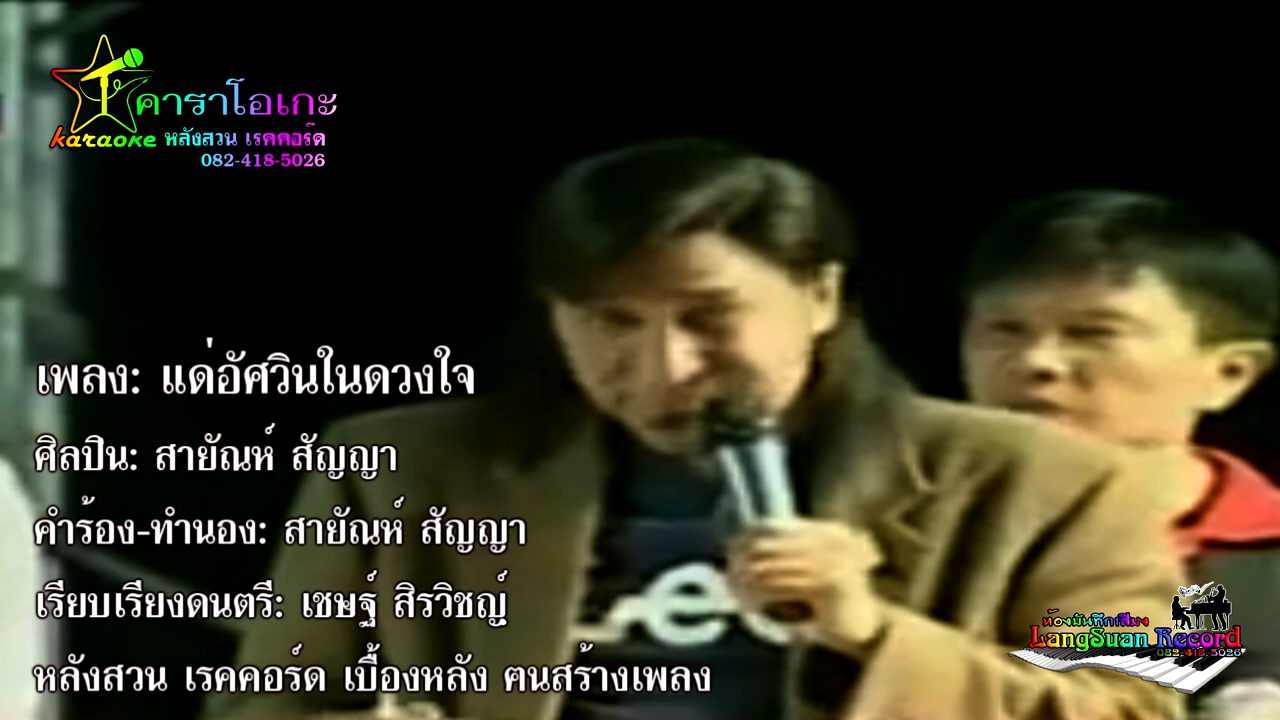 คาราโอเกะ
karaoke หลังสวน เรคคอร์ด
082-418-5026
เพลง: แด่อัศวินในดวงใจ
ศิลปิน: สายัณห์ สัญญา
คำร้อง-ทำนอง: สายัณห์ สัญญา
เรียบเรียงดนตรี: เชษฐ์ สิรวิชญ์
หลังสวน เรคคอร์ด เบื้องหลัง ฅนสร้างเพลง
ห้องบันทึกเสียง
LangSuan Record
082-418-5026